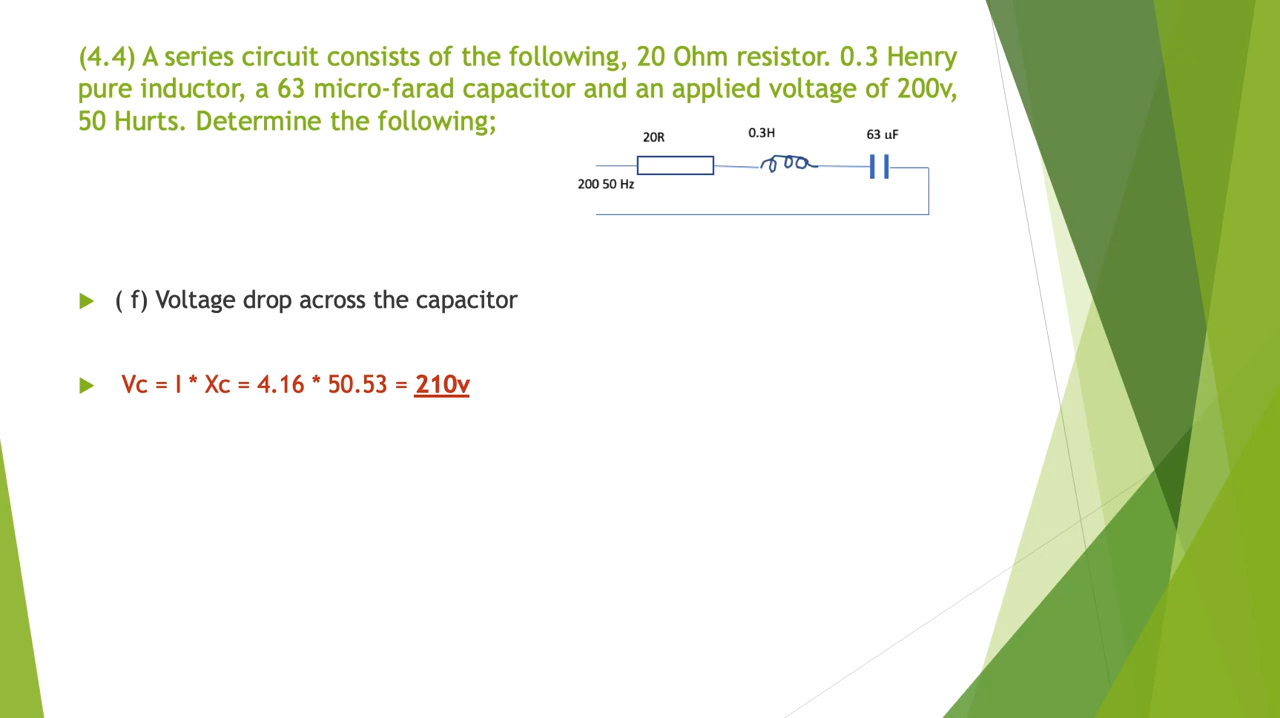 (4.4) A series circuit consists of the following, 20 Ohm resistor. 0.3 Henry
pure inductor, a 63 micro-farad capacitor and an applied voltage of 200v,
50 Hurts. Determine the following;
20R
0.3H
63 uF
200 50 Hz
( f) Voltage drop across the capacitor
Vc = I * Xc = 4.16 * 50.53 = 210v